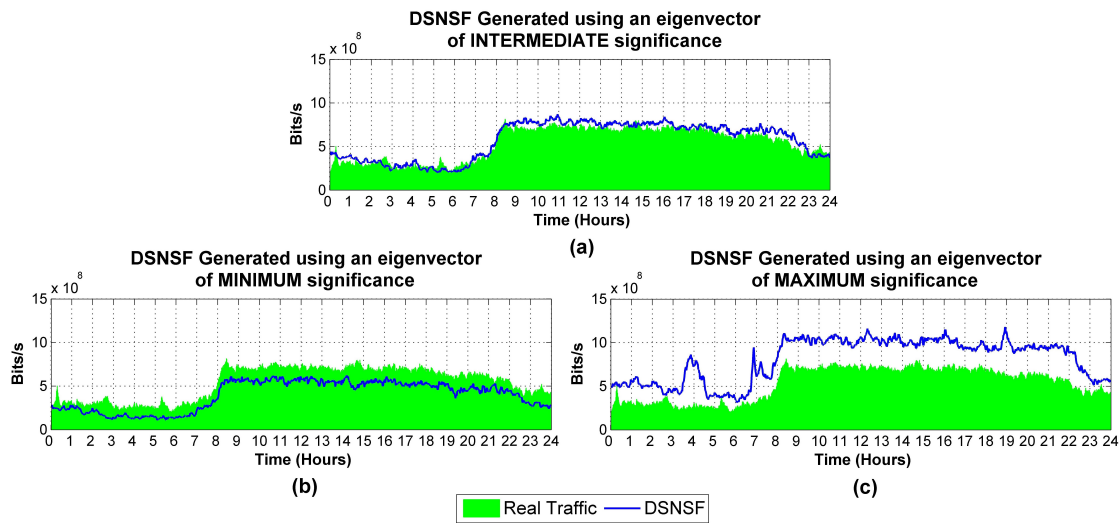 DSNSF Generated using an eigenvector
of INTERMEDIATE significance
x 10^8
15
10
5
0
Bits/s
0 1 2 3 4 5 6 7 8 9 10 11 12 13 14 15 16 17 18 19 20 21 22 23 24
Time (Hours)
(a)
DSNSF Generated using an eigenvector
of MINIMUM significance
x 10^8
15
10
5
0
Bits/s
0 1 2 3 4 5 6 7 8 9 10 11 12 13 14 15 16 17 18 19 20 21 22 23 24
Time (Hours)
(b)
DSNSF Generated using an eigenvector
of MAXIMUM significance
x 10^8
15
10
5
0
Bits/s
0 1 2 3 4 5 6 7 8 9 10 11 12 13 14 15 16 17 18 19 20 21 22 23 24
Time (Hours)
(c)
Real Traffic DSNSF